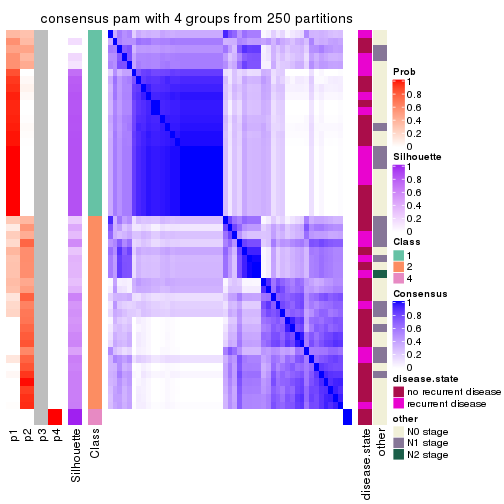 consensus pam with 4 groups from 250 partitions
Prob
1
0.8
0.6
0.4
0.2
0
Silhouette
1
0.8
0.6
0.4
0.2
0
Class
1
2
4
Consensus
1
0.8
0.6
0.4
0.2
0
disease.state
no recurrent disease
recurrent disease
other
N0 stage
N1 stage
N2 stage
p1
p2
p3
p4
Silhouette
Class
disease.state
other